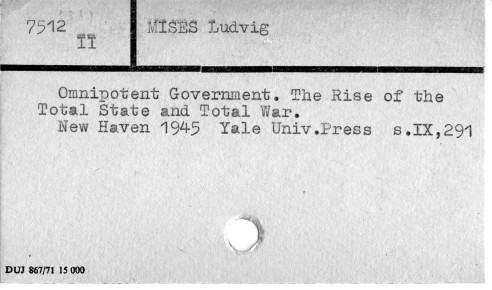 7512
II
MISES Ludvig
Omnipotent Government. The Rise of the
Total State and Total War.
New Haven 1945 Yale Univ.Press s.IX,291
DUJ 867/71 15 000